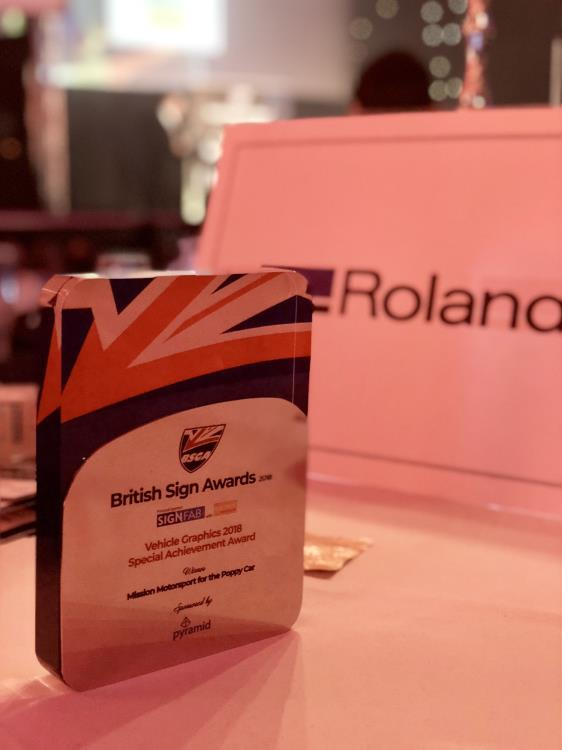 Roland
BSGA
British Sign Awards 2018
SIGNFAB
Vehicle Graphics 2018
Special Achievement Award
Winner
Mission Motorsport for the Poppy Car
Sponsored by
pyramid